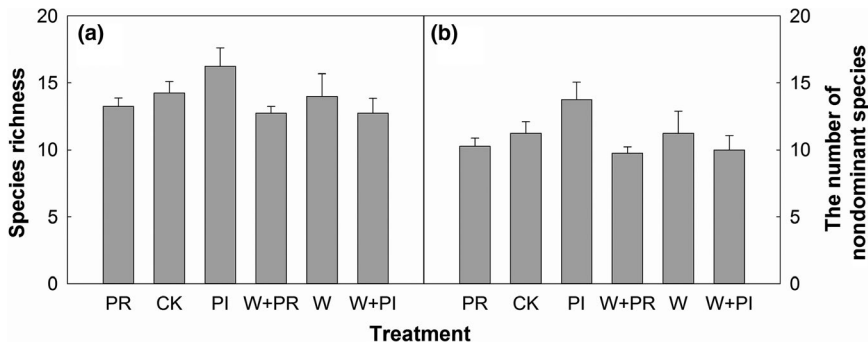 20
(a)
15
10
5
0
Species richness
PR CK PI W+PR W W+PI
(b)
20
15
10
5
0
The number of
nondominant species
PR CK PI W+PR W W+PI
Treatment